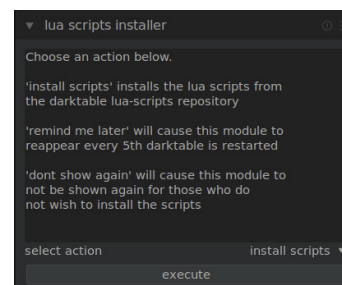 lua scripts installer
Choose an action below.
'install scripts' installs the lua scripts from
the darktable lua-scripts repository
'remind me later' will cause this module to
reappear every 5th darktable is restarted
'dont show again' will cause this module to
not be shown again for those who do
not wish to install the scripts
select action install scripts
execute